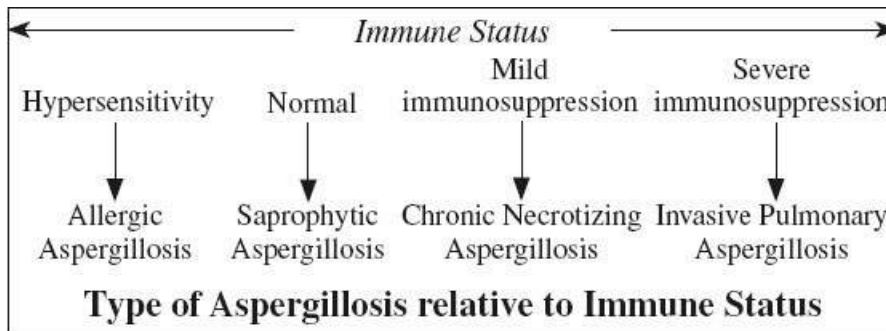 Immune Status
Hypersensitivity
Normal
Mild
immunosuppression
Severe
immunosuppression
Allergic
Aspergillosis
Saprophytic
Aspergillosis
Chronic Necrotizing
Aspergillosis
Invasive Pulmonary
Aspergillosis
Type of Aspergillosis relative to Immune Status